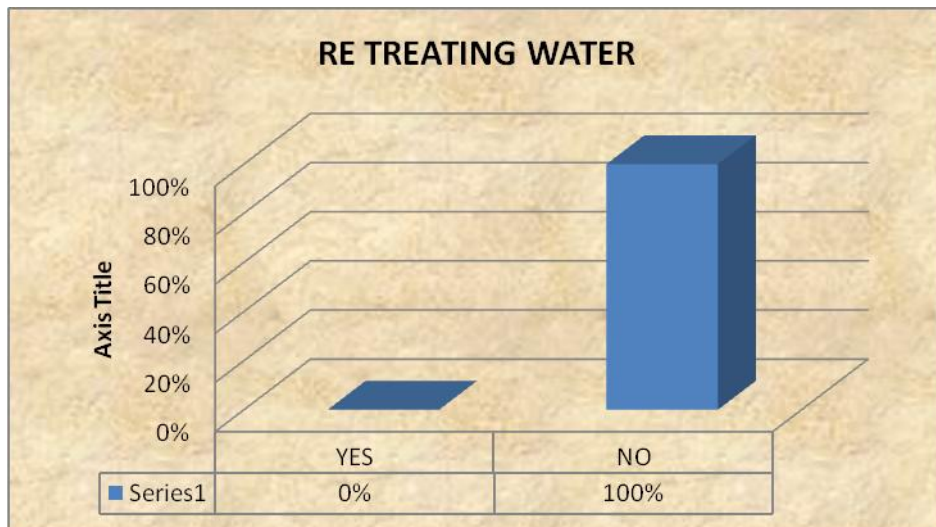 RE TREATING WATER
Axis Title
100%
80%
60%
40%
20%
0%
YES NO
Series1 0% 100%